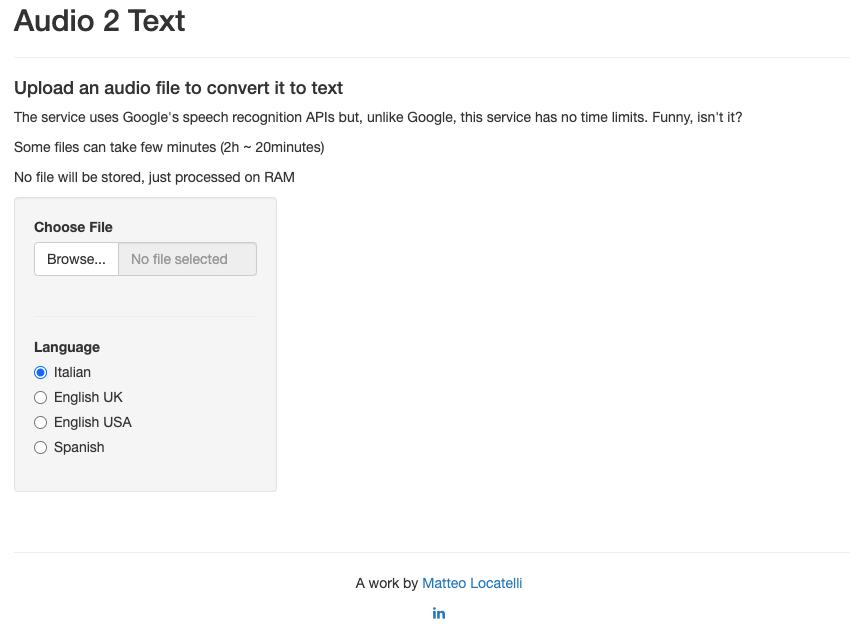 Audio 2 Text
Upload an audio file to convert it to text
The service uses Google's speech recognition APIs but, unlike Google, this service has no time limits. Funny, isn't it?
Some files can take few minutes (2h ~ 20minutes)
No file will be stored, just processed on RAM
Choose File
Browse... No file selected
Language
Italian
English UK
English USA
Spanish
A work by Matteo Locatelli
in